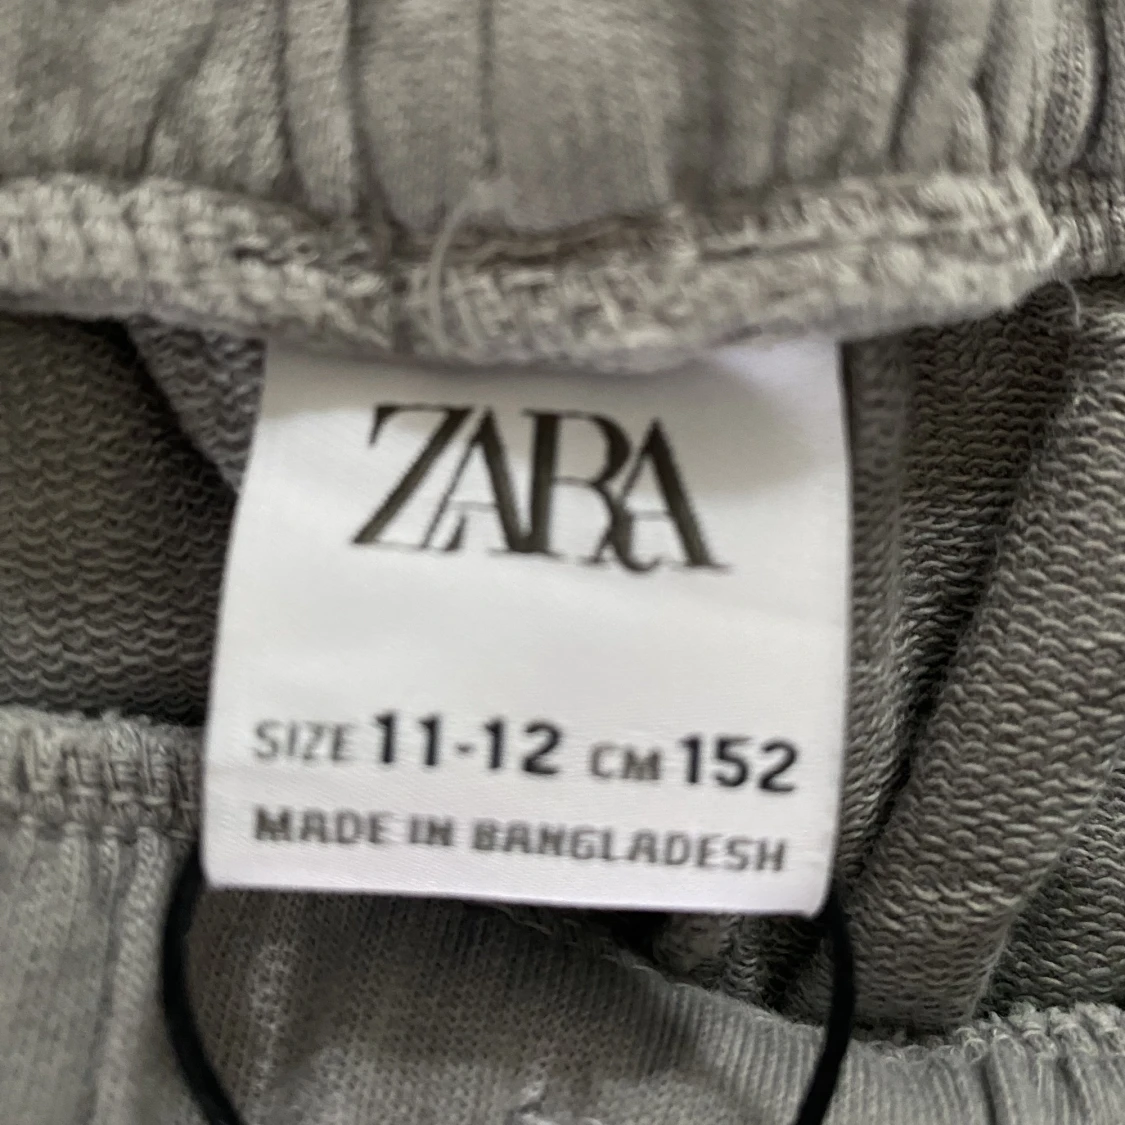 ZARA
SIZE 11-12 CM 152
MADE IN BANGLADESH